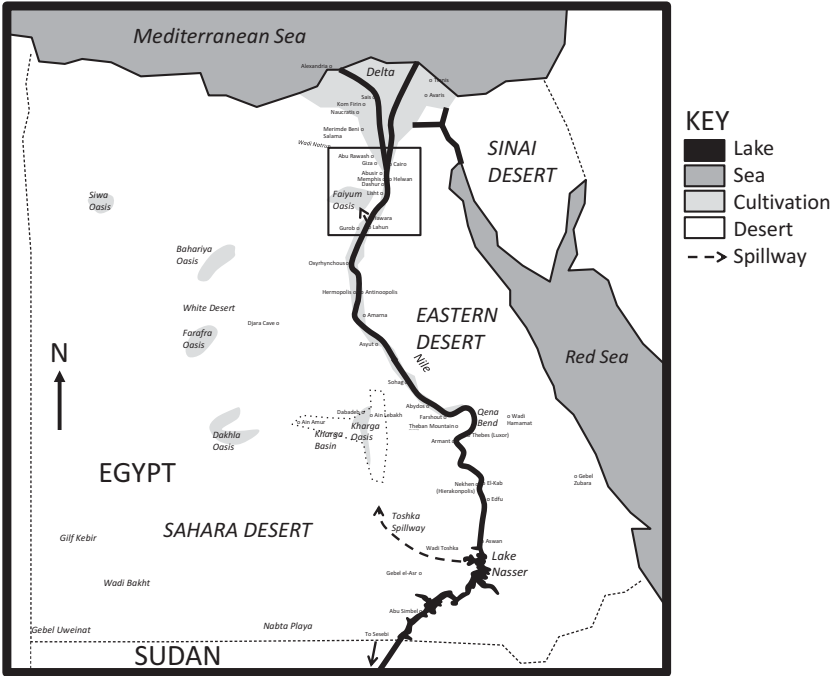 Mediterranean Sea
Alexandria
Delta
Tanis
Sais
Avaris
Kom Firin
Naucratis
Merimde Beni
Salama
Wadi Natrun
Abu Rawash
Giza
Cairo
Abusir
Memphis
Helwan
Dashur
Lisht
Faiyum
Oasis
Hawara
Gurob
Lahun
SINAI
DESERT
KEY
Lake
Sea
Cultivation
Desert
Spillway
Siwa
Oasis
Bahariya
Oasis
Oxyrhynchous
Hermopolis
Antinoopolis
White Desert
Djara Cave
Amarna
EASTERN
DESERT
Farafra
Oasis
Asyut
Nile
Red Sea
N
Sohag
Abydos
Dabadeb
Ain Lebakh
Ain Amur
Kharga
Oasis
Kharga
Basin
Farshout
Theban Mountain
Qena
Bend
Wadi
Hamamat
Thebes (Luxor)
Armant
Dakhla
Oasis
EGYPT
Nekhen
(Hierakonpolis)
El-Kab
Edfu
Gebel
Zubara
Toshka
Spillway
SAHARA DESERT
Gilf Kebir
Wadi Toshka
Aswan
Lake
Nasser
Gebel el-Asr
Wadi Bakht
Abu Simbel
Gebel Uweinat
Nabta Playa
To Sesebi
SUDAN